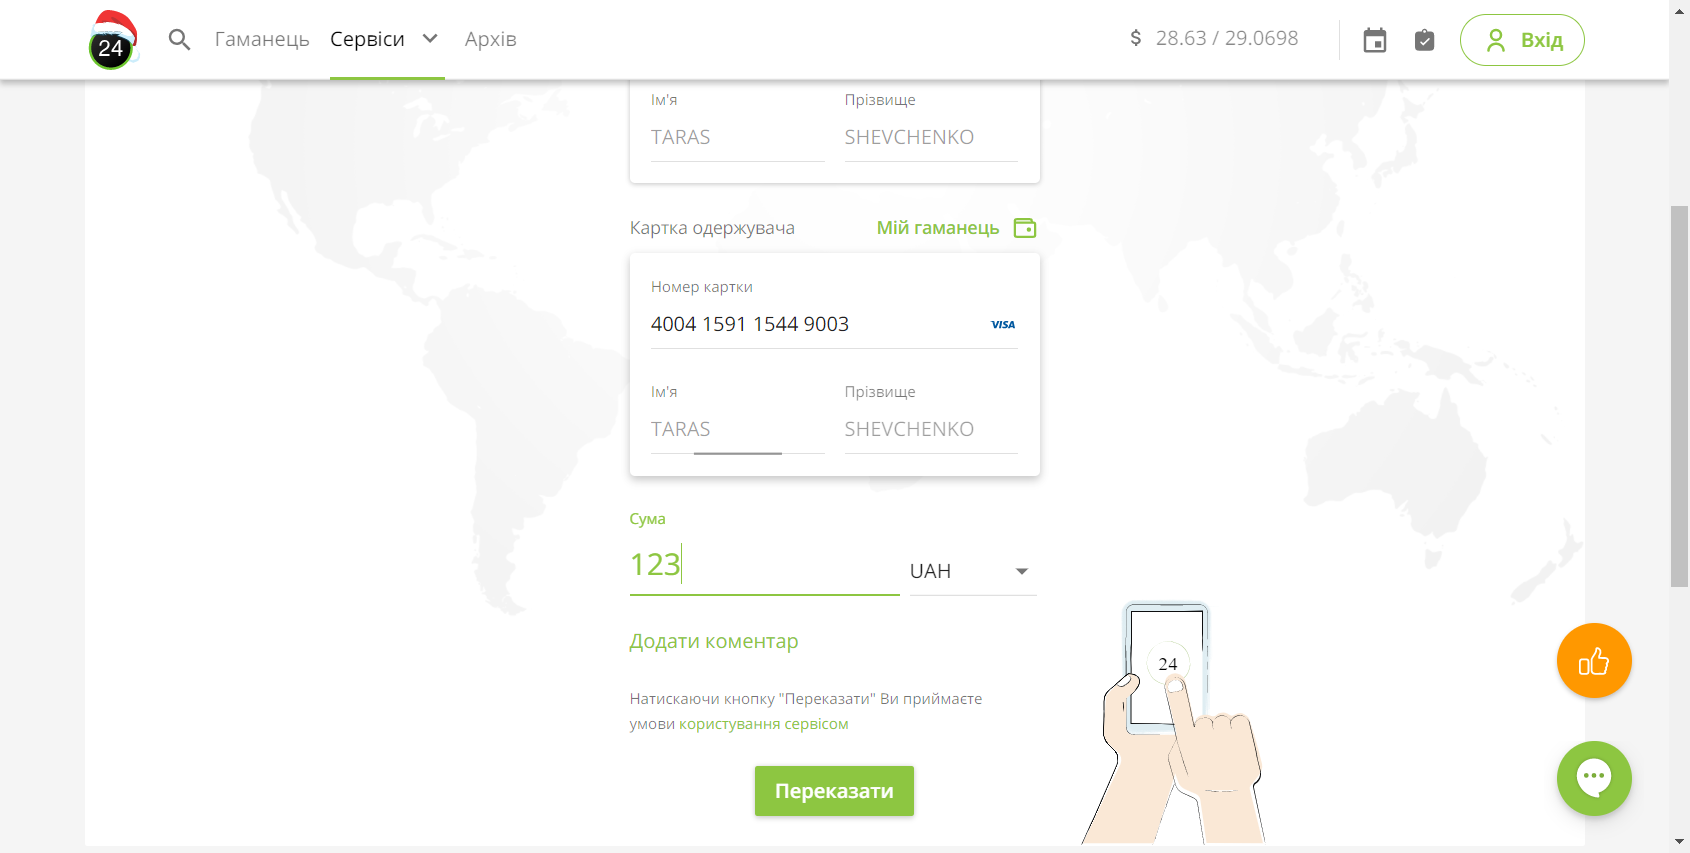 24
Гаманець
Сервіси
Архів
$ 28.63 / 29.0698
Вхід
Ім'я
Прізвище
TARAS
SHEVCHENKO
Картка одержувача
Мій гаманець
Номер картки
4004 1591 1544 9003
VISA
Ім'я
Прізвище
TARAS
SHEVCHENKO
Сума
123
UAH
Додати коментар
24
Натискаючи кнопку "Переказати" Ви приймаєте
умови користування сервісом
Переказати